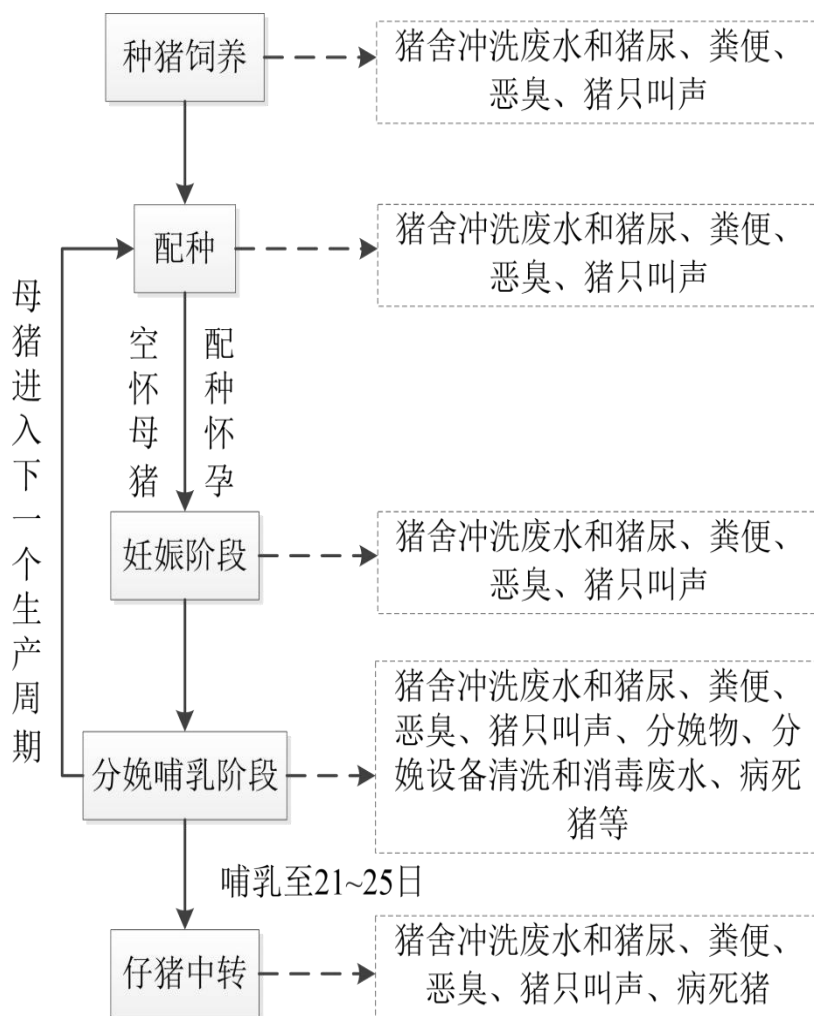 种猪饲养
猪舍冲洗废水和猪尿、粪便、
恶臭、猪只叫声
配种
猪舍冲洗废水和猪尿、粪便、
恶臭、猪只叫声
母猪进入下一个生产周期
空怀母猪
配种怀孕
妊娠阶段
猪舍冲洗废水和猪尿、粪便、
恶臭、猪只叫声
分娩哺乳阶段
猪舍冲洗废水和猪尿、粪便、
恶臭、猪只叫声、分娩物、分
娩设备清洗和消毒废水、病死
猪等
哺乳至21~25日
仔猪中转
猪舍冲洗废水和猪尿、粪便、
恶臭、猪只叫声、病死猪